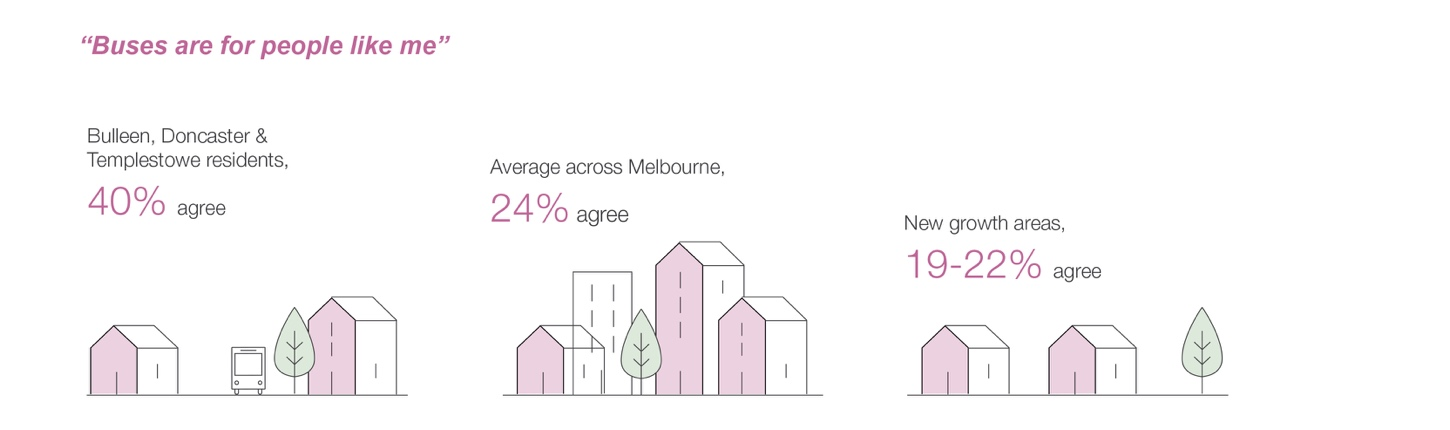 “Buses are for people like me”
Bulleen, Doncaster &
Templestowe residents,
40% agree
Average across Melbourne,
24% agree
New growth areas,
19-22% agree